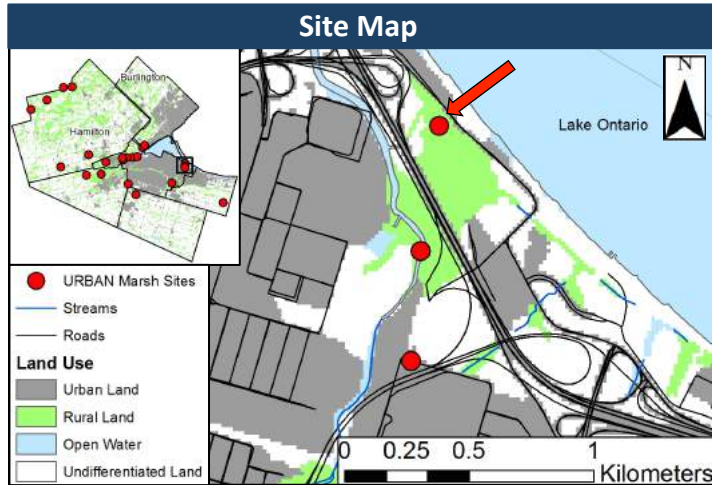 Site Map
Burlington
Hamilton
N
Lake Ontario
URBAN Marsh Sites
Streams
Roads
Land Use
Urban Land
Rural Land
Open Water
Undifferentiated Land
0 0.25 0.5 1
Kilometers